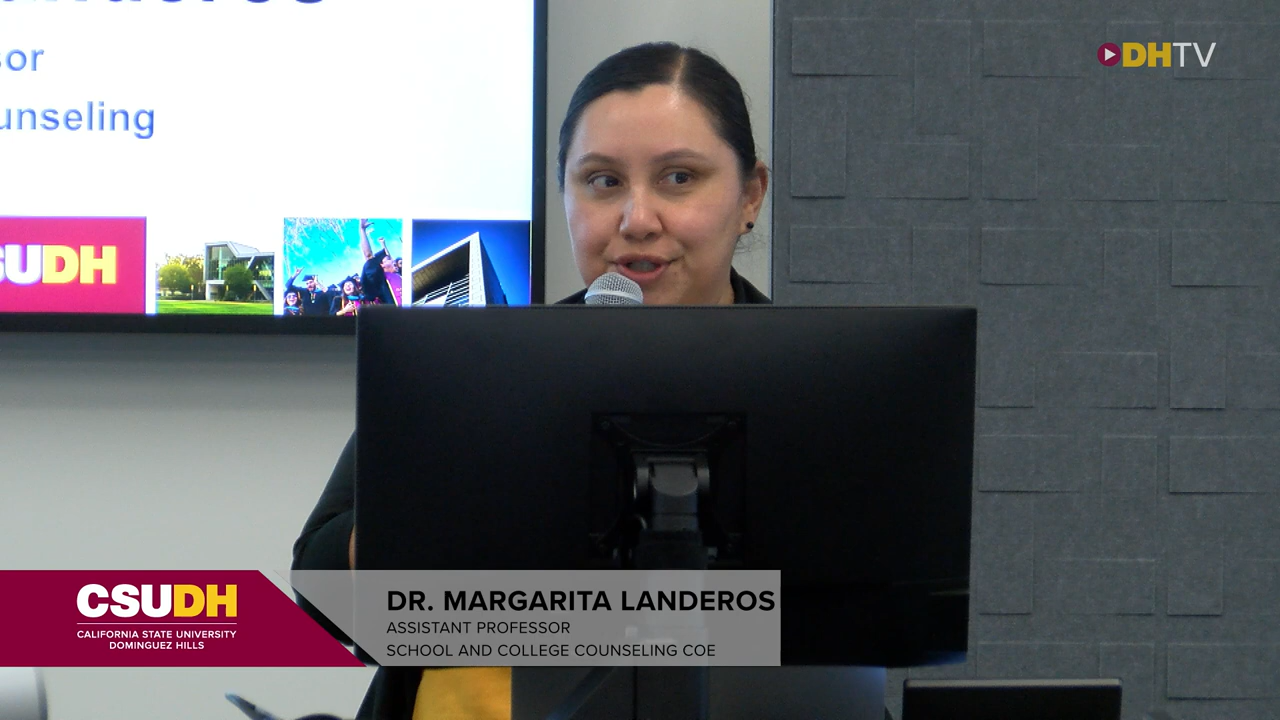 sor
unseling
SUDH
DHTV
CSUDH
CALIFORNIA STATE UNIVERSITY
DOMINGUEZ HILLS
DR. MARGARITA LANDEROS
ASSISTANT PROFESSOR
SCHOOL AND COLLEGE COUNSELING COE